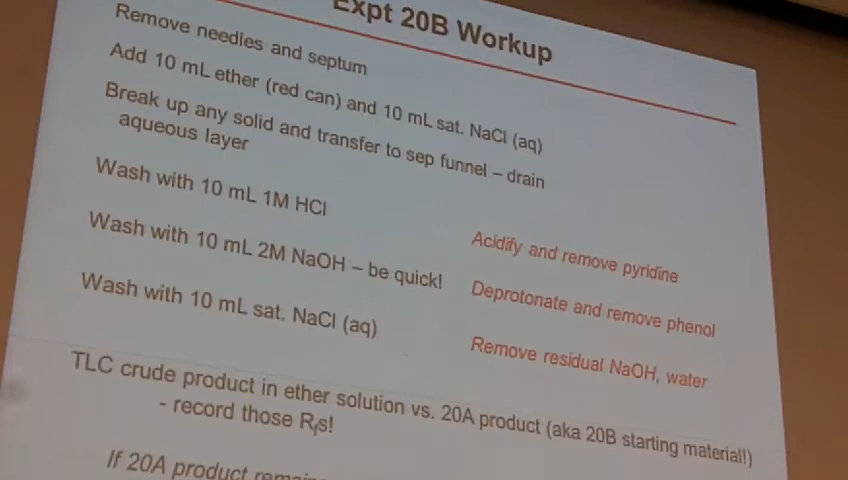 Expt 20B Workup
Remove needles and septum
Add 10 mL ether (red can) and 10 mL sat. NaCl (aq)
Break up any solid and transfer to sep funnel – drain
aqueous layer
Wash with 10 mL 1M HCl
Acidify and remove pyridine
Wash with 10 mL 2M NaOH – be quick!
Deprotonate and remove phenol
Wash with 10 mL sat. NaCl (aq)
Remove residual NaOH, water
TLC crude product in ether solution vs. 20A product (aka 20B starting material!)
- record those Rfs!
If 20A product